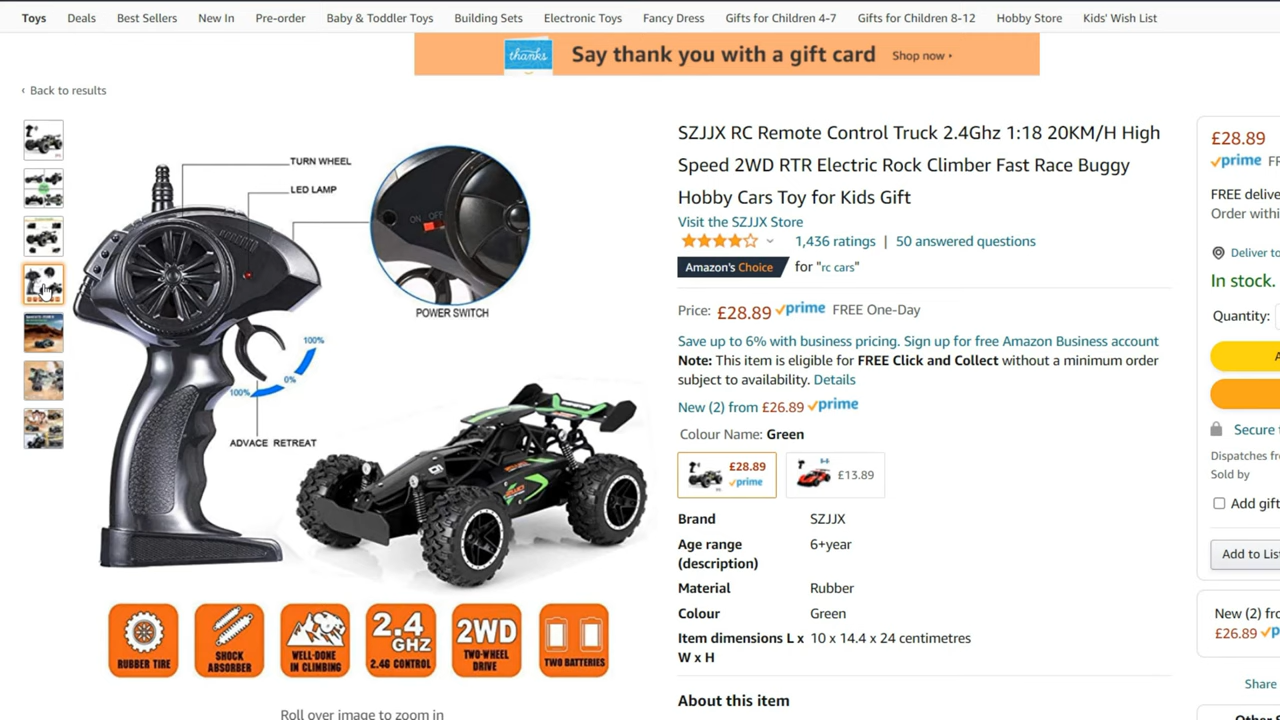 Toys Deals Best Sellers New In Pre-order Baby & Toddler Toys Building Sets Electronic Toys Fancy Dress Gifts for Children 4-7 Gifts for Children 8-12 Hobby Store Kids' Wish List
thanks Say thank you with a gift card Shop now
‹ Back to results
TURN WHEEL
LED LAMP
ON OFF
POWER SWITCH
100%
0%
100%
ADVACE RETREAT
RUBBER TIRE
SHOCK
ABSORBER
WELL-DONE
IN CLIMBING
2.4
GHZ
2.4G CONTROL
2WD
TWO-WHEEL
DRIVE
TWO BATTERIES
Roll over image to zoom in
SZJJX RC Remote Control Truck 2.4Ghz 1:18 20KM/H High
Speed 2WD RTR Electric Rock Climber Fast Race Buggy
Hobby Cars Toy for Kids Gift
Visit the SZJJX Store
1,436 ratings | 50 answered questions
Amazon's Choice for "rc cars"
Price: £28.89 prime FREE One-Day
Save up to 6% with business pricing. Sign up for free Amazon Business account
Note: This item is eligible for FREE Click and Collect without a minimum order
subject to availability. Details
New (2) from £26.89 prime
Colour Name: Green
£28.89
prime
£13.89
Brand SZJJX
Age range 6+year
(description)
Material Rubber
Colour Green
Item dimensions L x 10 x 14.4 x 24 centimetres
W x H
About this item
£28.89
prime
FREE delive
Order withi
Deliver to
In stock.
Quantity:
Secure
Dispatches fr
Sold by
Add gift
Add to Lis
New (2) fro
£26.89
Share